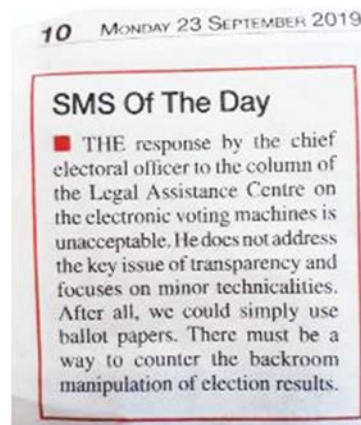 10 MONDAY 23 SEPTEMBER 2019
SMS Of The Day
■ THE response by the chief
electoral officer to the column of
the Legal Assistance Centre on
the electronic voting machines is
unacceptable. He does not address
the key issue of transparency and
focuses on minor technicalities.
After all, we could simply use
ballot papers. There must be a
way to counter the backroom
manipulation of election results.